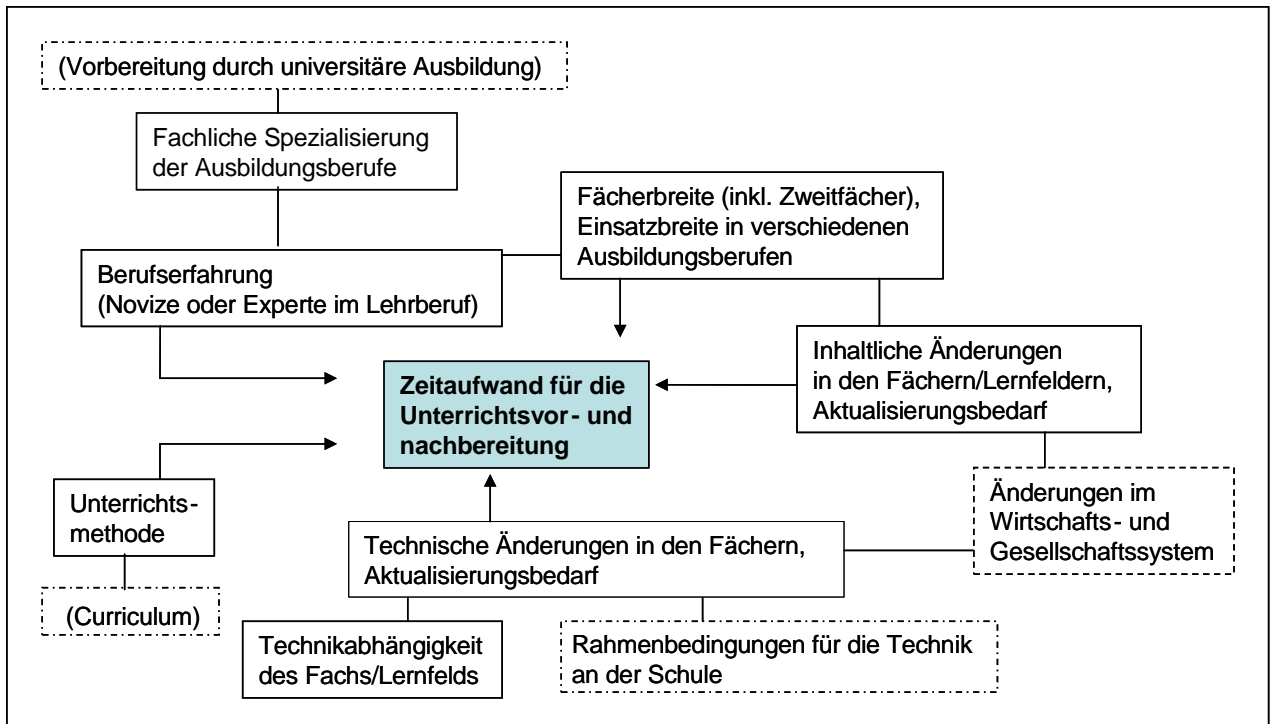 (Vorbereitung durch universitäre Ausbildung)
Fachliche Spezialisierung
der Ausbildungsberufe
Fächerbreite (inkl. Zweitfächer),
Einsatzbreite in verschiedenen
Ausbildungsberufen
Berufserfahrung
(Novize oder Experte im Lehrberuf)
Inhaltliche Änderungen
in den Fächern/Lernfeldern,
Aktualisierungsbedarf
Zeitaufwand für die
Unterrichtsvor- und
nachbereitung
Unterrichts-
methode
Änderungen im
Wirtschafts- und
Gesellschaftssystem
Technische Änderungen in den Fächern,
Aktualisierungsbedarf
(Curriculum)
Technikabhängigkeit
des Fachs/Lernfelds
Rahmenbedingungen für die Technik
an der Schule